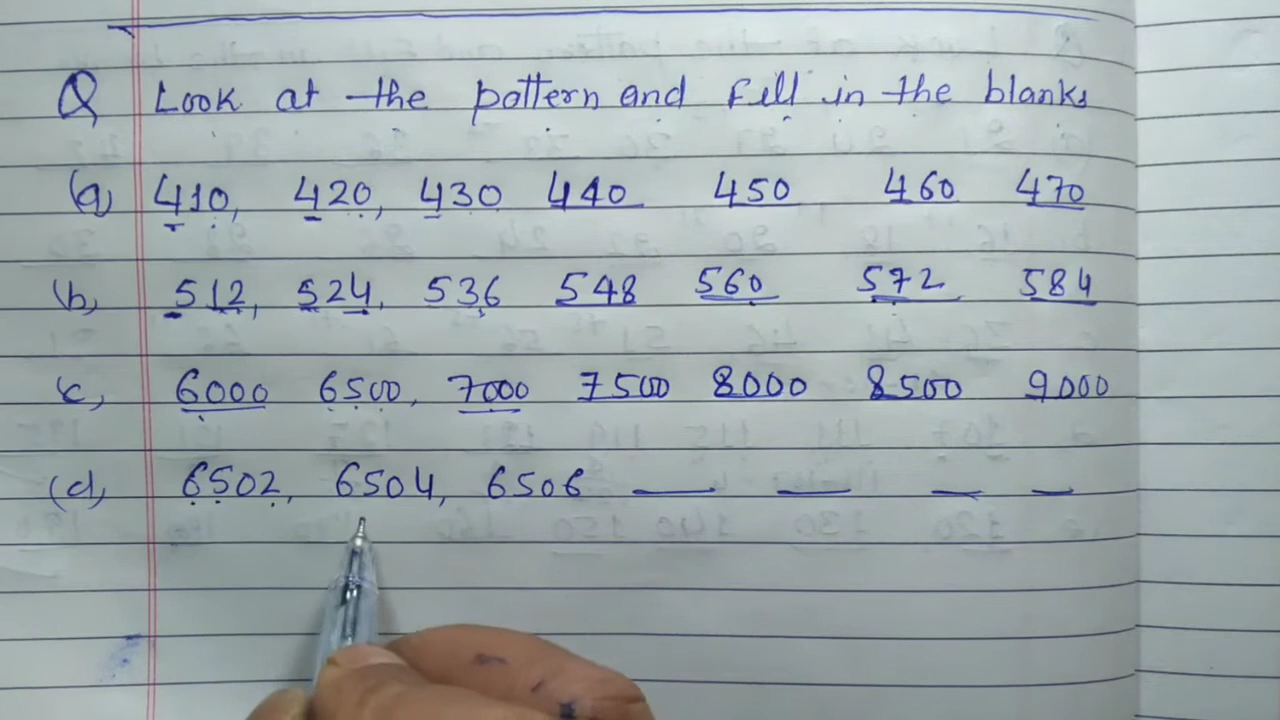 Q Look at the pattern and fill in the blanks
(a) 410, 420, 430 440 450 460 470
(b, 512, 524, 536 548 560 572 584
c, 6000 6500, 7000 7500 8000 8500 9000
(d, 6502, 6504, 6506